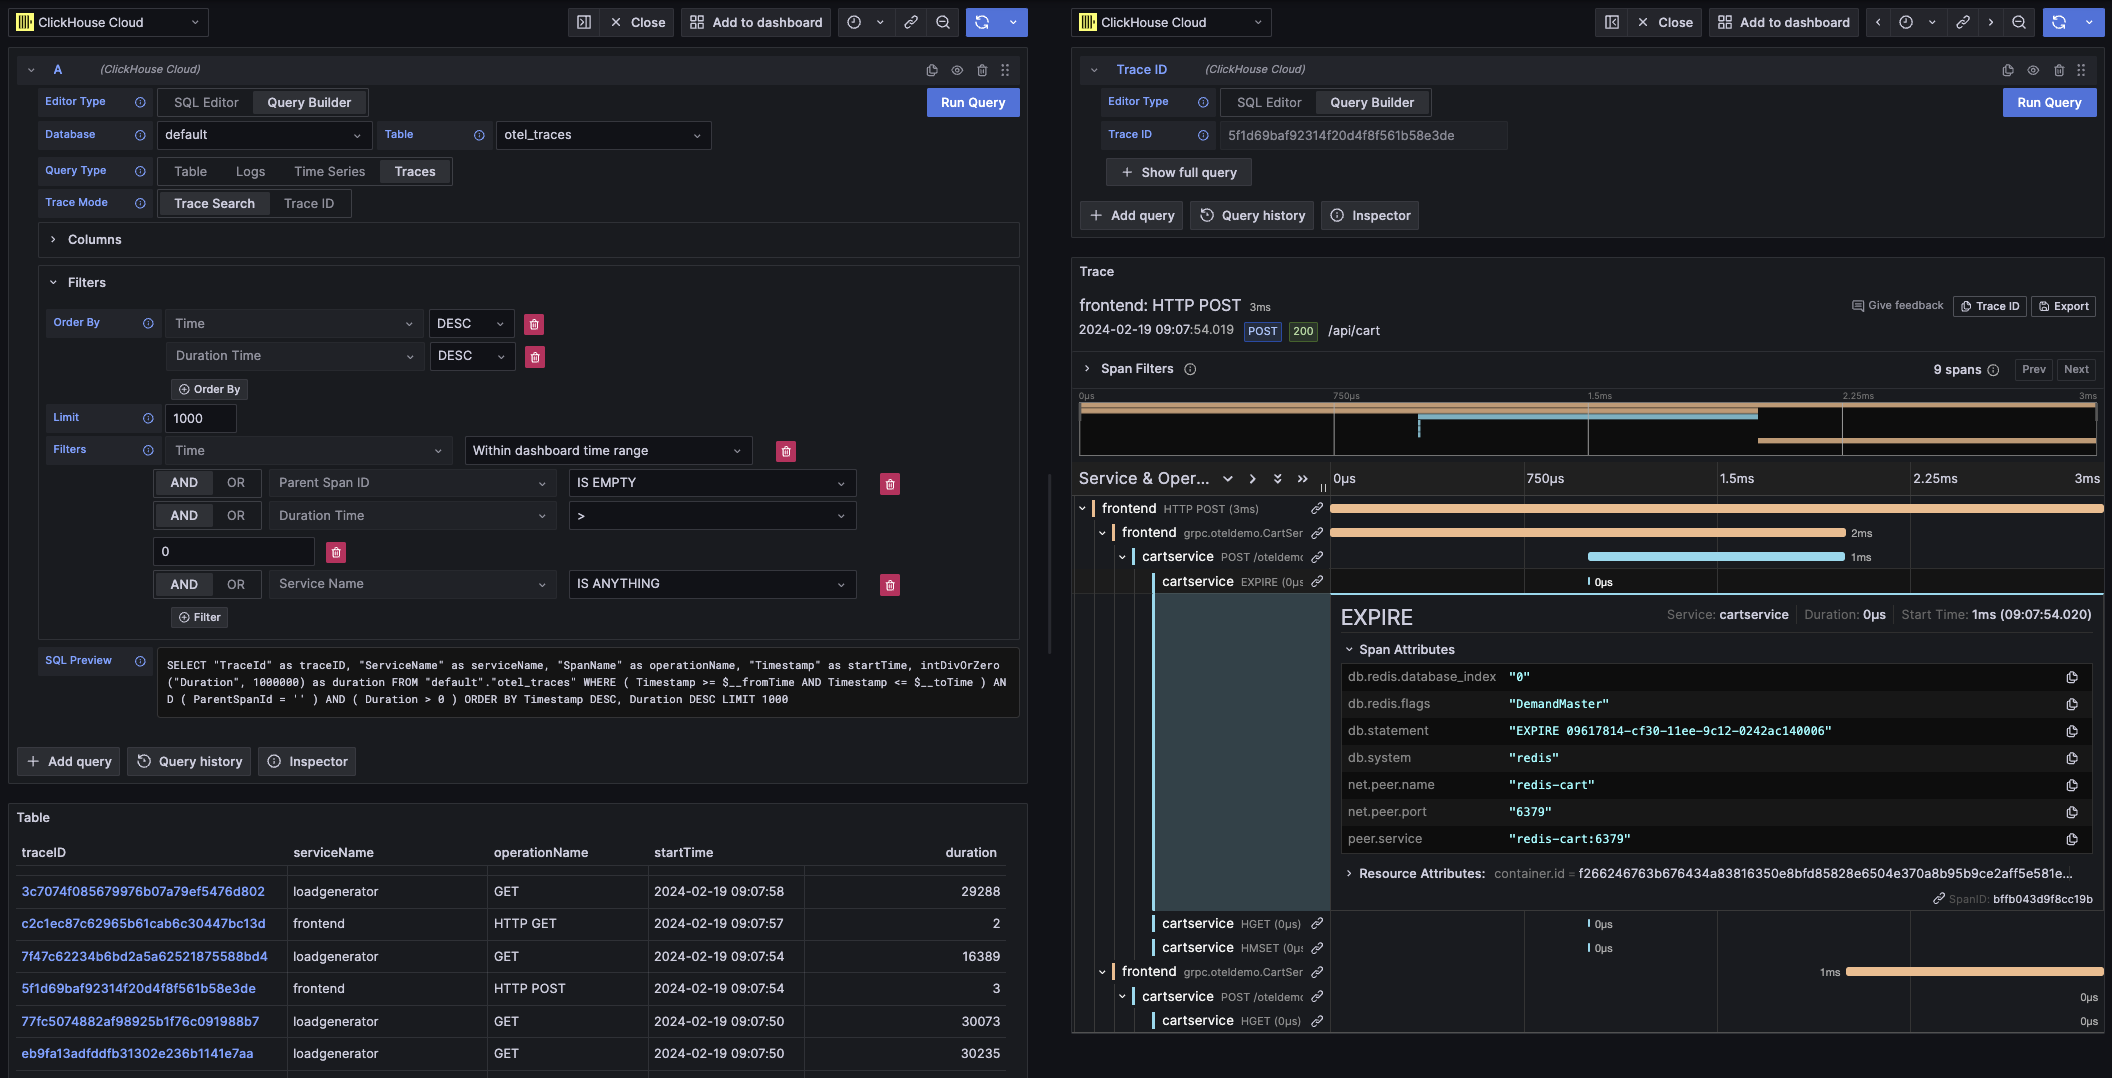 ClickHouse Cloud
Close
Add to dashboard
A (ClickHouse Cloud)
Editor Type SQL Editor Query Builder Run Query
Database default Table otel_traces
Query Type Table Logs Time Series Traces
Trace Mode Trace Search Trace ID
Columns
Filters
Order By Time DESC
Duration Time DESC
Order By
Limit 1000
Filters Time Within dashboard time range
AND OR Parent Span ID IS EMPTY
AND OR Duration Time >
0
AND OR Service Name IS ANYTHING
Filter
SQL Preview
SELECT "TraceId" as traceID, "ServiceName" as serviceName, "SpanName" as operationName, "Timestamp" as startTime, intDivOrZero
("Duration", 1000000) as duration FROM "default"."otel_traces" WHERE ( Timestamp >= $__fromTime AND Timestamp <= $__toTime ) AN
D ( ParentSpanId = '' ) AND ( Duration > 0 ) ORDER BY Timestamp DESC, Duration DESC LIMIT 1000
Add query Query history Inspector
Table
traceID serviceName operationName startTime duration
3c7074f085679976b07a79ef5476d802 loadgenerator GET 2024-02-19 09:07:58 29288
c2c1ec87c62965b61cab6c30447bc13d frontend HTTP GET 2024-02-19 09:07:57 2
7f47c62234b6bd2a5a62521875588bd4 loadgenerator GET 2024-02-19 09:07:54 16389
5f1d69baf92314f20d4f8f561b58e3de frontend HTTP POST 2024-02-19 09:07:54 3
77fc5074882af98925b1f76c091988b7 loadgenerator GET 2024-02-19 09:07:50 30073
eb9fa13adfddfb31302e236b1141e7aa loadgenerator GET 2024-02-19 09:07:50 30235
ClickHouse Cloud
Close
Add to dashboard
Trace ID (ClickHouse Cloud)
Editor Type SQL Editor Query Builder Run Query
Trace ID 5f1d69baf92314f20d4f8f561b58e3de
Show full query
Add query Query history Inspector
Trace
frontend: HTTP POST 3ms
Give feedback Trace ID Export
2024-02-19 09:07:54.019 POST 200 /api/cart
Span Filters 9 spans Prev Next
0μs 750μs 1.5ms 2.25ms 3ms
Service & Oper... 0μs 750μs 1.5ms 2.25ms 3ms
frontend HTTP POST (3ms)
frontend grpc.oteldemo.CartSer 2ms
cartservice POST /oteldemo 1ms
cartservice EXPIRE (0μs 0μs
EXPIRE Service: cartservice Duration: 0μs Start Time: 1ms (09:07:54.020)
Span Attributes
db.redis.database_index "0"
db.redis.flags "DemandMaster"
db.statement "EXPIRE 09617814-cf30-11ee-9c12-0242ac140006"
db.system "redis"
net.peer.name "redis-cart"
net.peer.port "6379"
peer.service "redis-cart:6379"
Resource Attributes: container.id = f266246763b676434a83816350e8bfd85828e6504e370a8b95b9ce2aff5e581e...
SpanID: bffb043d9f8cc19b
cartservice HGET (0μs) 0μs
cartservice HMSET (0μs 0μs
frontend grpc.oteldemo.CartSer 1ms
cartservice POST /oteldemo 0μs
cartservice HGET (0μs) 0μs